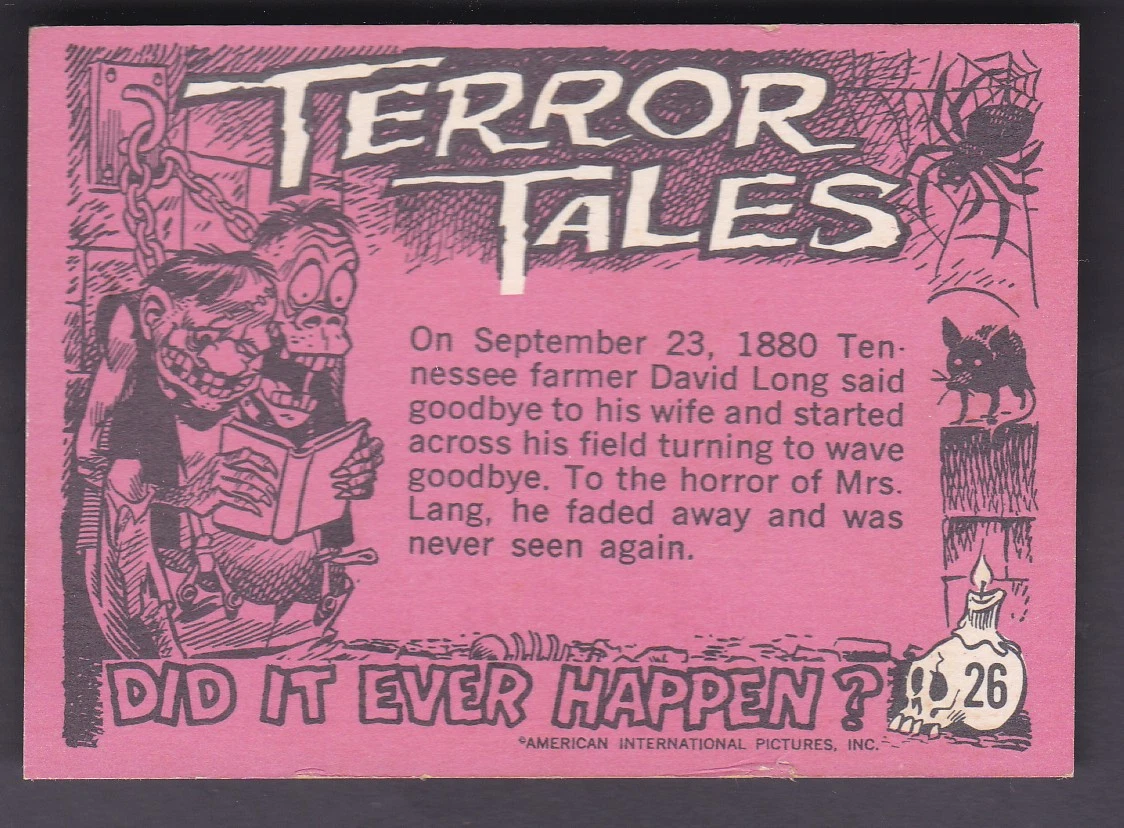 TERROR
TALES
On September 23, 1880 Ten-
nessee farmer David Long said
goodbye to his wife and started
across his field turning to wave
goodbye. To the horror of Mrs.
Lang, he faded away and was
never seen again.
DID IT EVER HAPPEN?
26
©AMERICAN INTERNATIONAL PICTURES, INC.